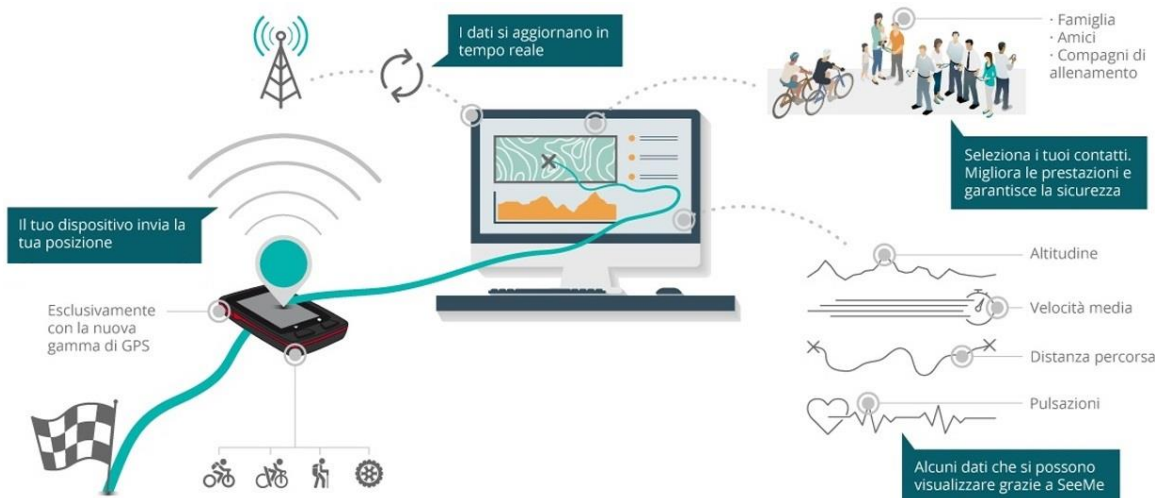 I dati si aggiornano in
tempo reale
· Famiglia
· Amici
· Compagni di
allenamento
Seleziona i tuoi contatti.
Migliora le prestazioni e
garantisce la sicurezza
Il tuo dispositivo invia la
tua posizione
Esclusivamente
con la nuova
gamma di GPS
Altitudine
Velocità media
Distanza percorsa
Pulsazioni
Alcuni dati che si possono
visualizzare grazie a SeeMe